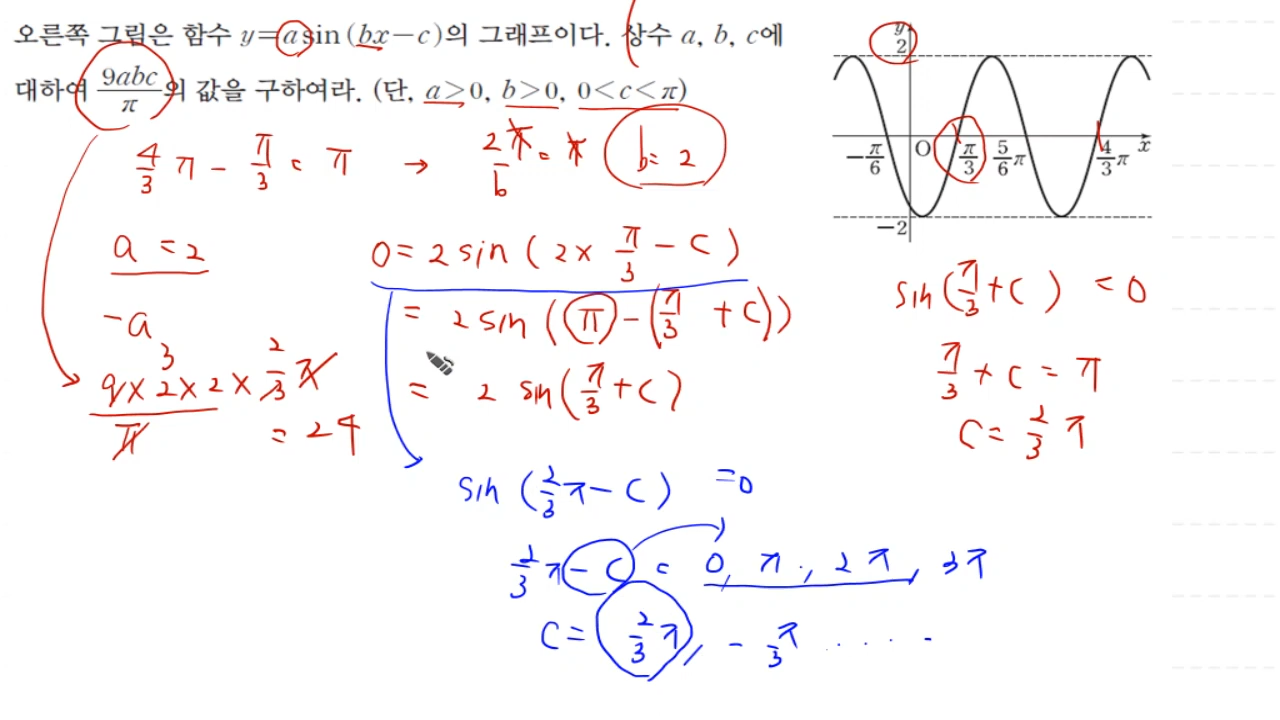 오른쪽 그림은 함수 y=a sin(bx-c)의 그래프이다. 상수 a, b, c에
대하여 9abc/π의 값을 구하여라. (단, a>0, b>0, 0<c<π)
y
2
-π/6 O π/3 5/6π 4/3π x
-2
4/3 π - π/3 = π → 2π/b = π b=2
a = 2
-a
9×2×2×2/3π / π
3 2
= 24
0 = 2 sin(2× π/3 - c)
= 2 sin((π)-(π/3 + c))
= 2 sin(π/3 + c)
sin(π/3 + c) = 0
π/3 + c = π
c = 2/3 π
sin(2/3π - c) = 0
2/3π - c = 0, π, 2π, 3π
c = 2/3π, -π/3 ....